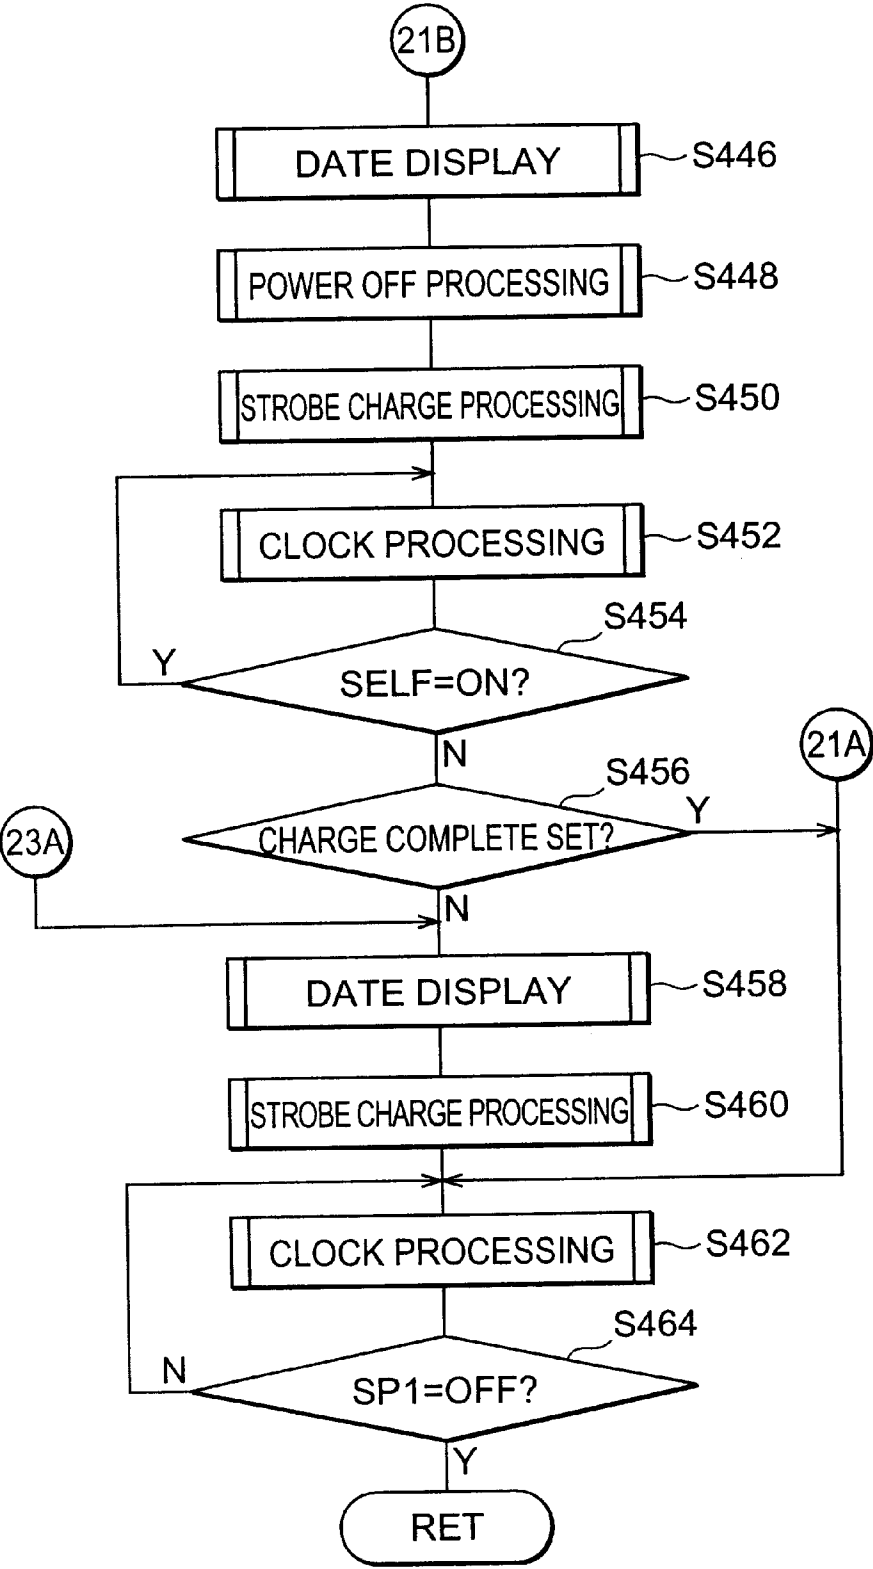 21B
DATE DISPLAY
S446
POWER OFF PROCESSING
S448
STROBE CHARGE PROCESSING
S450
CLOCK PROCESSING
S452
S454
Y
SELF=ON?
N
21A
S456
Y
23A
CHARGE COMPLETE SET?
N
DATE DISPLAY
S458
STROBE CHARGE PROCESSING
S460
CLOCK PROCESSING
S462
S464
N
SP1=OFF?
Y
RET